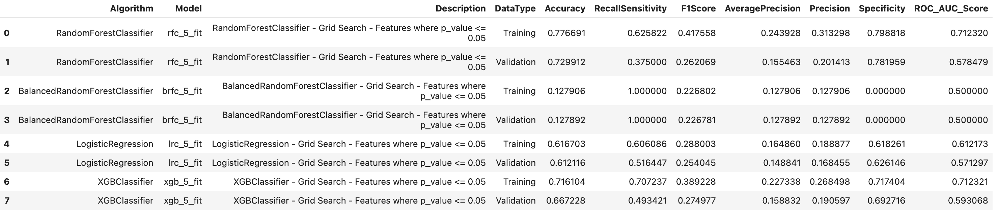 Algorithm Model Description DataType Accuracy RecallSensitivity F1Score AveragePrecision Precision Specificity ROC_AUC_Score
0 RandomForestClassifier rfc_5_fit RandomForestClassifier - Grid Search - Features where p_value <= 0.05 Training 0.776691 0.625822 0.417558 0.243928 0.313298 0.798818 0.712320
1 RandomForestClassifier rfc_5_fit RandomForestClassifier - Grid Search - Features where p_value <= 0.05 Validation 0.729912 0.375000 0.262069 0.155463 0.201413 0.781959 0.578479
2 BalancedRandomForestClassifier brfc_5_fit BalancedRandomForestClassifier - Grid Search - Features where p_value <= 0.05 Training 0.127906 1.000000 0.226802 0.127906 0.127906 0.000000 0.500000
3 BalancedRandomForestClassifier brfc_5_fit BalancedRandomForestClassifier - Grid Search - Features where p_value <= 0.05 Validation 0.127892 1.000000 0.226781 0.127892 0.127892 0.000000 0.500000
4 LogisticRegression lrc_5_fit LogisticRegression - Grid Search - Features where p_value <= 0.05 Training 0.616703 0.606086 0.288003 0.164860 0.188877 0.618261 0.612173
5 LogisticRegression lrc_5_fit LogisticRegression - Grid Search - Features where p_value <= 0.05 Validation 0.612116 0.516447 0.254045 0.148841 0.168455 0.626146 0.571297
6 XGBClassifier xgb_5_fit XGBClassifier - Grid Search - Features where p_value <= 0.05 Training 0.716104 0.707237 0.389228 0.227338 0.268498 0.717404 0.712321
7 XGBClassifier xgb_5_fit XGBClassifier - Grid Search - Features where p_value <= 0.05 Validation 0.667228 0.493421 0.274977 0.158832 0.190597 0.692716 0.593068